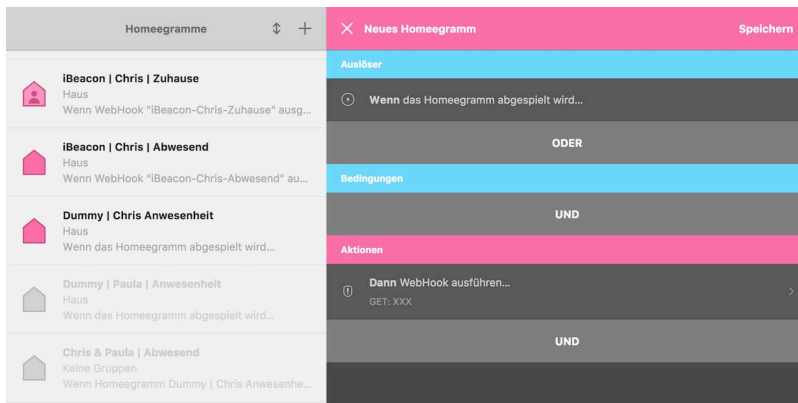 Homeegramme
iBeacon | Chris | Zuhause
Haus
Wenn WebHook "iBeacon-Chris-Zuhause" ausg...
iBeacon | Chris | Abwesend
Haus
Wenn WebHook "iBeacon-Chris-Abwesend" au...
Dummy | Chris Anwesenheit
Haus
Wenn das Homeegramm abgespielt wird...
Dummy | Paula | Anwesenheit
Haus
Wenn das Homeegramm abgespielt wird...
Chris & Paula | Abwesend
Keine Gruppen
Wenn Homeegramm Dummy | Chris Anwesenhe...
Neues Homeegramm
Speichern
Auslöser
Wenn das Homeegramm abgespielt wird...
ODER
Bedingungen
UND
Aktionen
Dann WebHook ausführen...
GET: XXX
UND